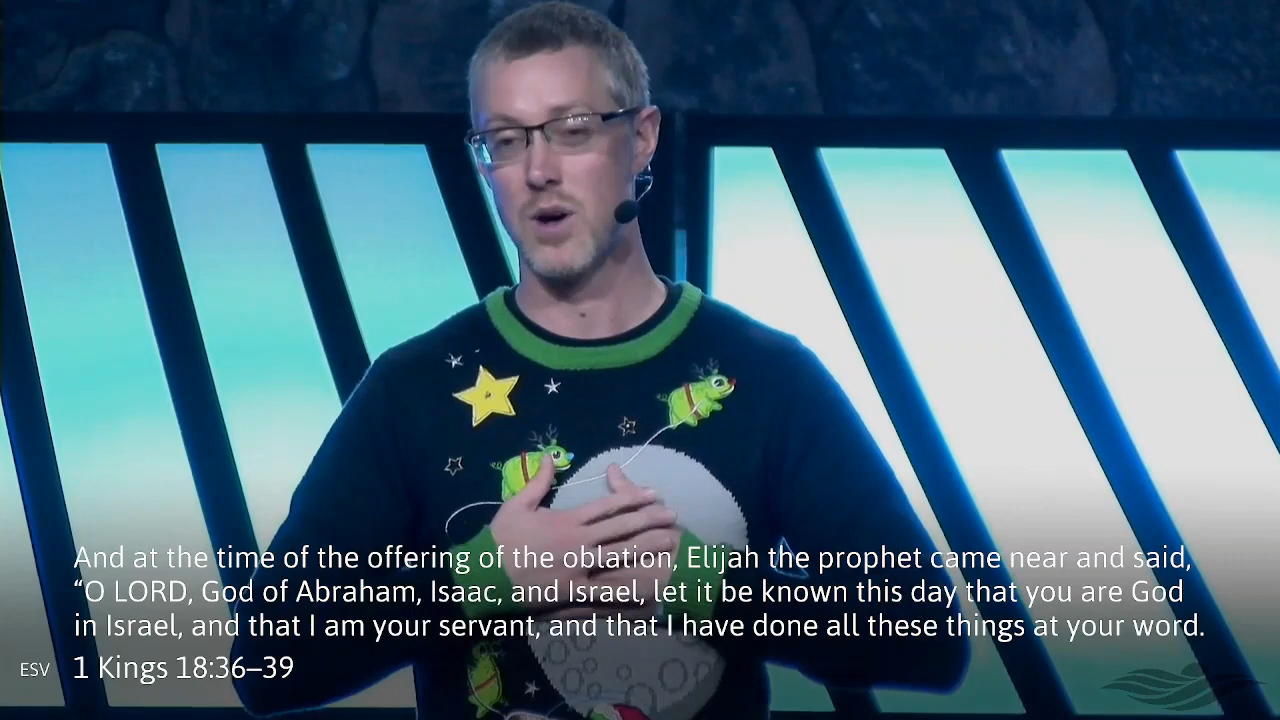 And at the time of the offering of the oblation, Elijah the prophet came near and said,
“O LORD, God of Abraham, Isaac, and Israel, let it be known this day that you are God
in Israel, and that I am your servant, and that I have done all these things at your word.
ESV 1 Kings 18:36–39